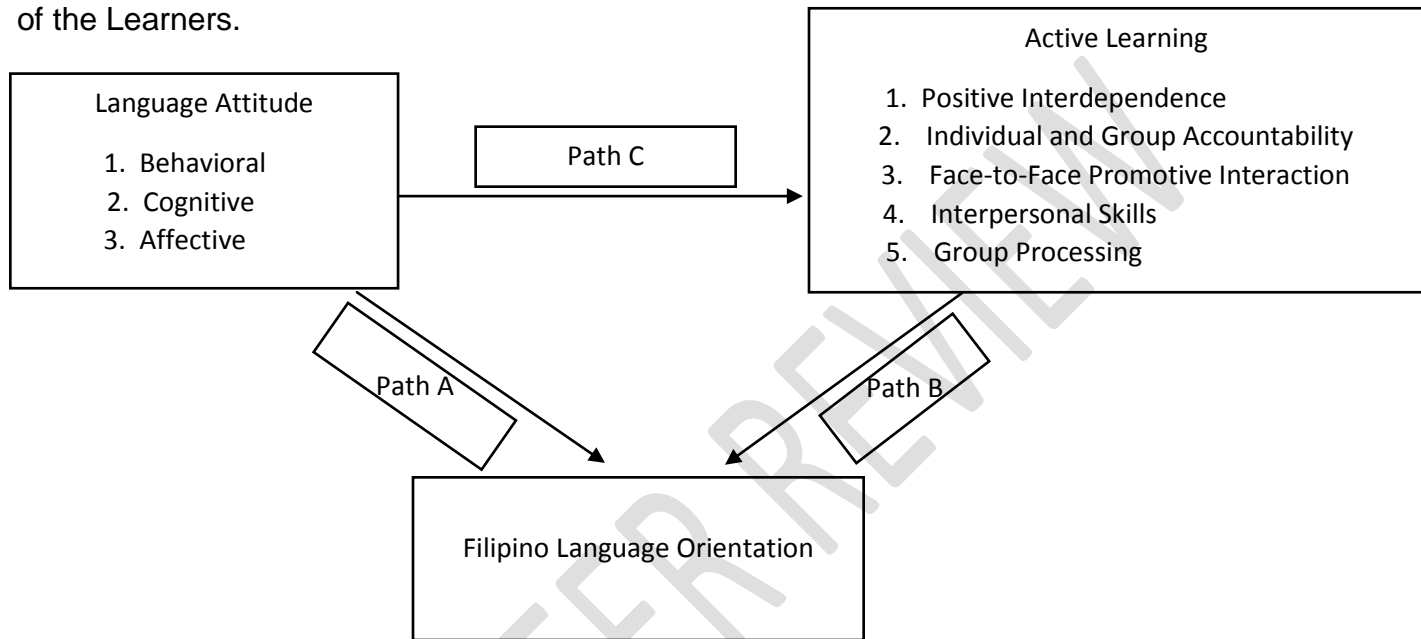 of the Learners.
Language Attitude
1. Behavioral
2. Cognitive
3. Affective
Path C
Active Learning
1. Positive Interdependence
2. Individual and Group Accountability
3. Face-to-Face Promotive Interaction
4. Interpersonal Skills
5. Group Processing
Path A
Path B
Filipino Language Orientation
ER REVIEW